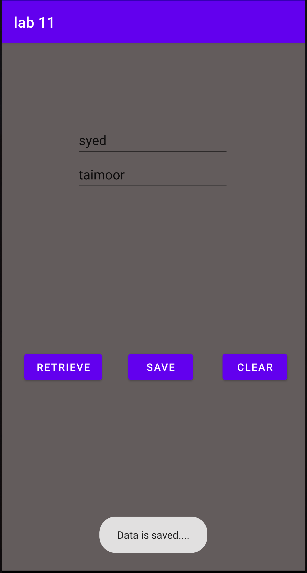 lab 11
syed
taimoor
RETRIEVE SAVE CLEAR
Data is saved....